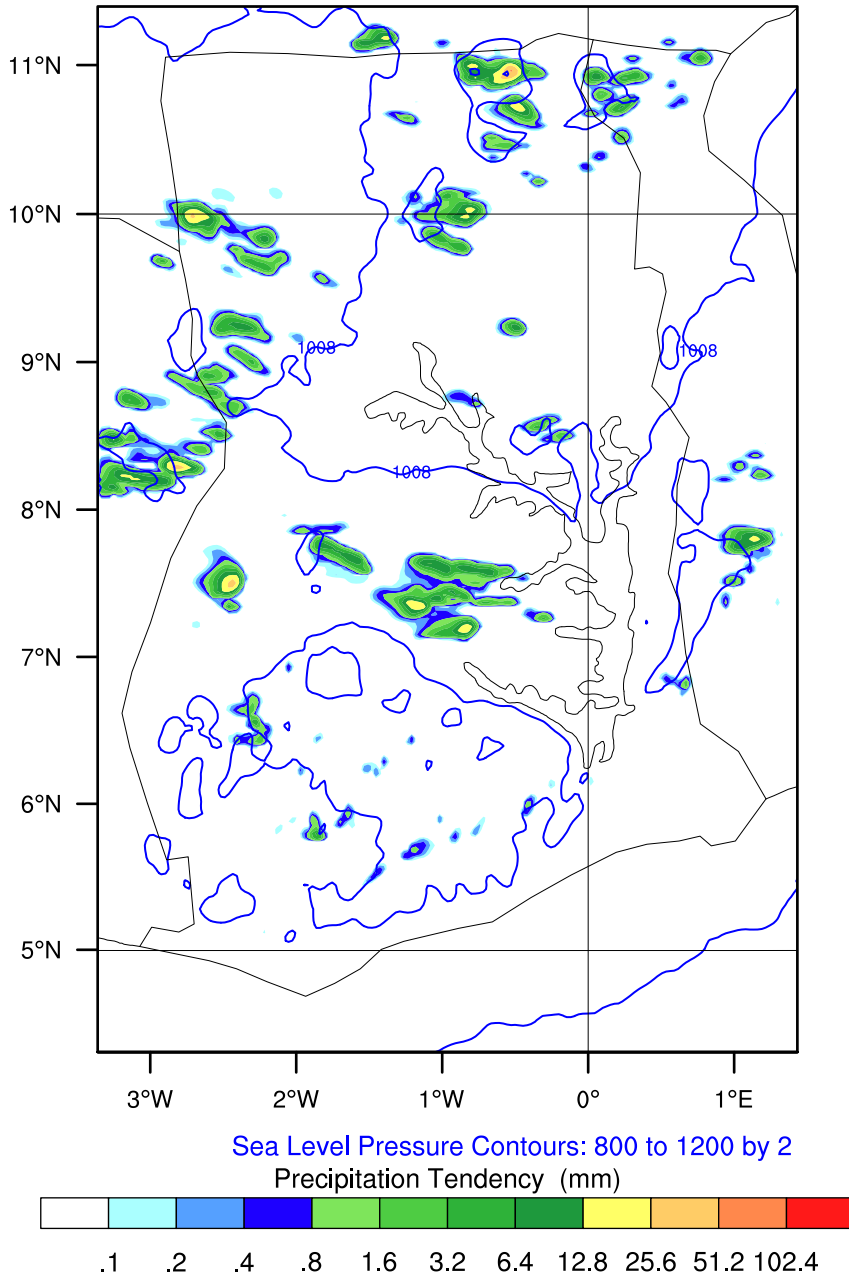 11°N
10°N
9°N
8°N
7°N
6°N
5°N
1008
1008
1008
3°W 2°W 1°W 0° 1°E
Sea Level Pressure Contours: 800 to 1200 by 2
Precipitation Tendency (mm)
.1 .2 .4 .8 1.6 3.2 6.4 12.8 25.6 51.2 102.4